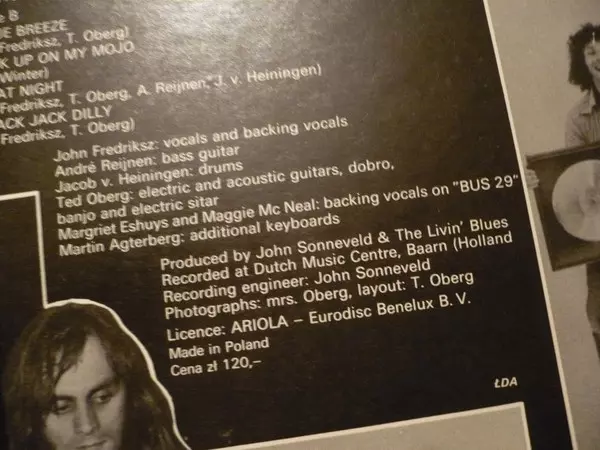 e B
UE BREEZE
Fredriksz, T. Oberg)
K UP ON MY MOJO
Winter)
AT NIGHT
Fredriksz, T. Oberg, A. Reijnen, J. v. Heiningen)
ACK JACK DILLY
Fredriksz, T. Oberg)
John Fredriksz: vocals and backing vocals
André Reijnen: bass guitar
Jacob v. Heiningen: drums
Ted Oberg: electric and acoustic guitars, dobro,
banjo and electric sitar
Margriet Eshuys and Maggie Mc Neal: backing vocals on "BUS 29"
Martin Agterberg: additional keyboards
Produced by John Sonneveld & The Livin' Blues
Recorded at Dutch Music Centre, Baarn (Holland
Recording engineer: John Sonneveld
Photographs: mrs. Oberg, layout: T. Oberg
Licence: ARIOLA – Eurodisc Benelux B. V.
Made in Poland
Cena zł 120,–
ŁDA